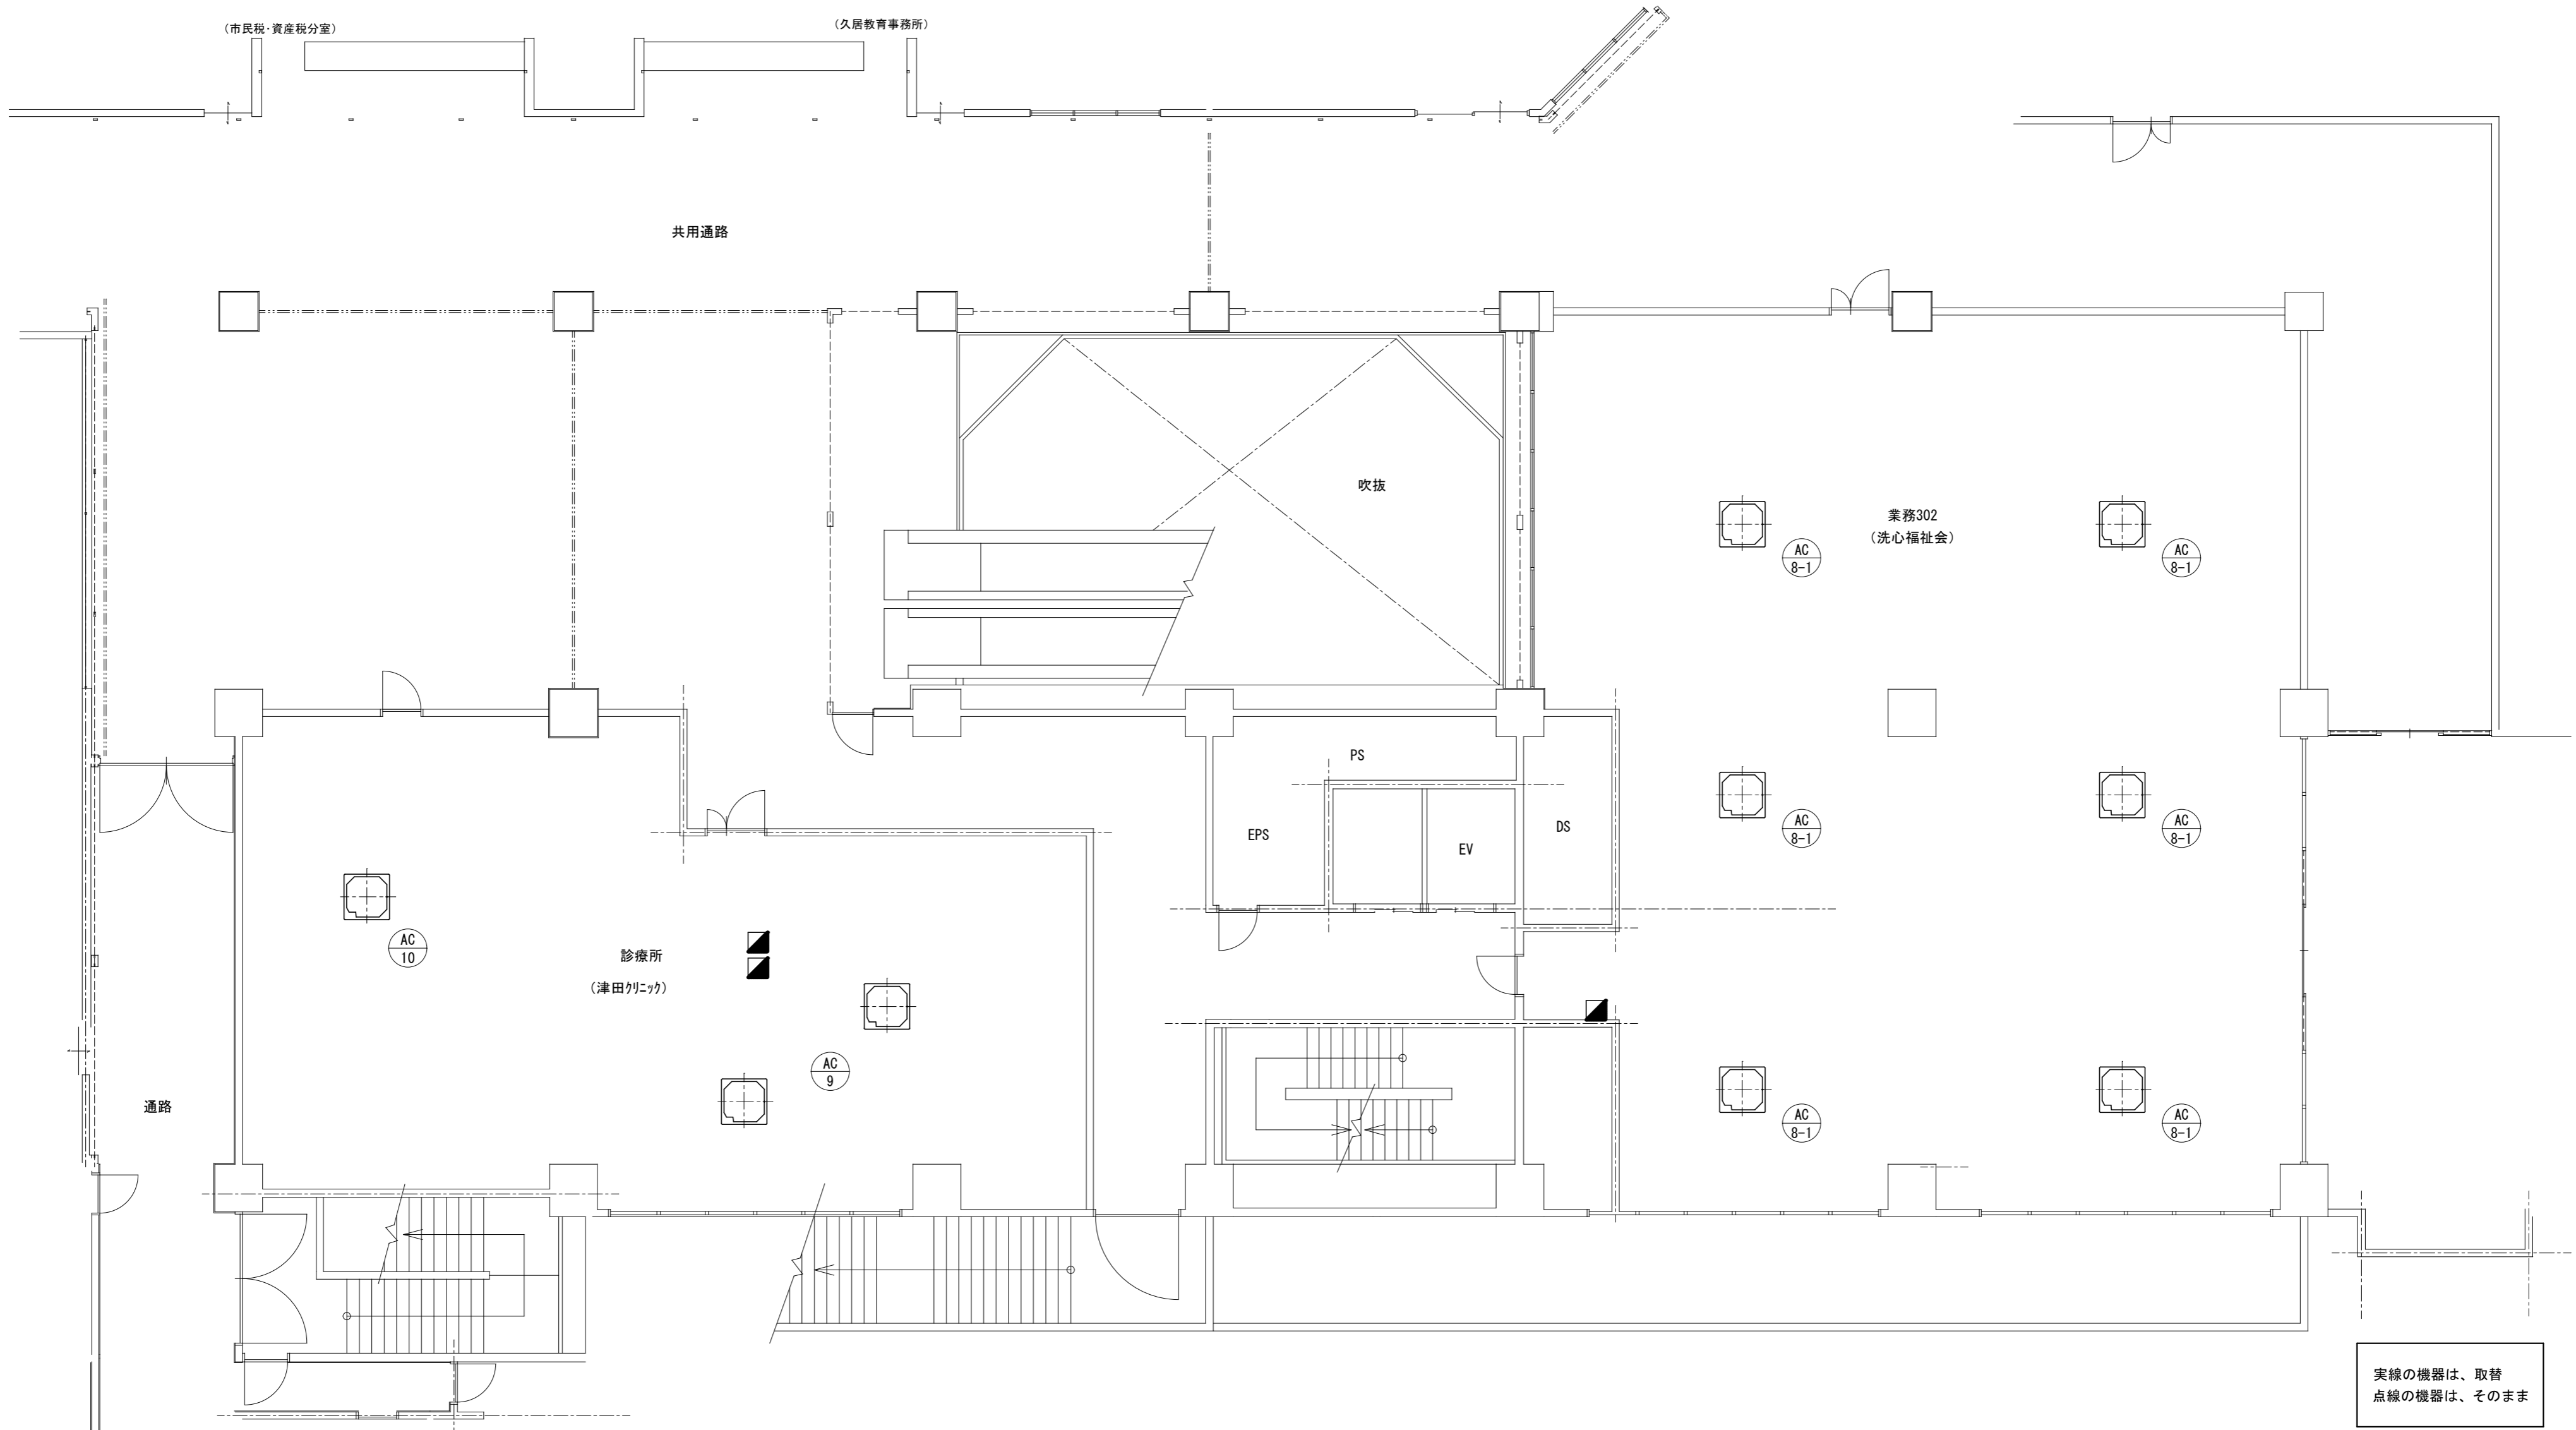 （市民税・資産税分室）
（久居教育事務所）
共用通路
吹抜
業務302
（洗心福祉会）
AC
8-1
AC
8-1
PS
EPS
EV
DS
AC
8-1
AC
8-1
AC
10
診療所
（津田ｸﾘﾆｯｸ）
AC
9
通路
AC
8-1
AC
8-1
実線の機器は、取替
点線の機器は、そのまま